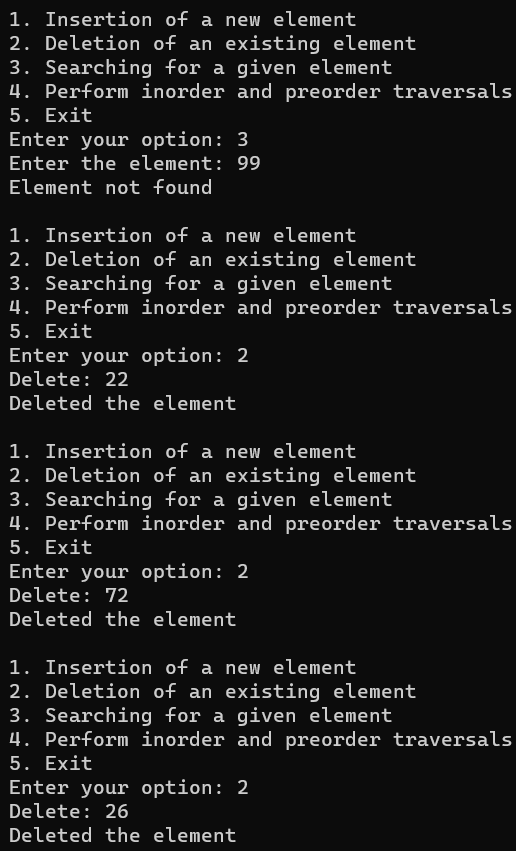 1. Insertion of a new element
2. Deletion of an existing element
3. Searching for a given element
4. Perform inorder and preorder traversals
5. Exit
Enter your option: 3
Enter the element: 99
Element not found

1. Insertion of a new element
2. Deletion of an existing element
3. Searching for a given element
4. Perform inorder and preorder traversals
5. Exit
Enter your option: 2
Delete: 22
Deleted the element

1. Insertion of a new element
2. Deletion of an existing element
3. Searching for a given element
4. Perform inorder and preorder traversals
5. Exit
Enter your option: 2
Delete: 72
Deleted the element

1. Insertion of a new element
2. Deletion of an existing element
3. Searching for a given element
4. Perform inorder and preorder traversals
5. Exit
Enter your option: 2
Delete: 26
Deleted the element